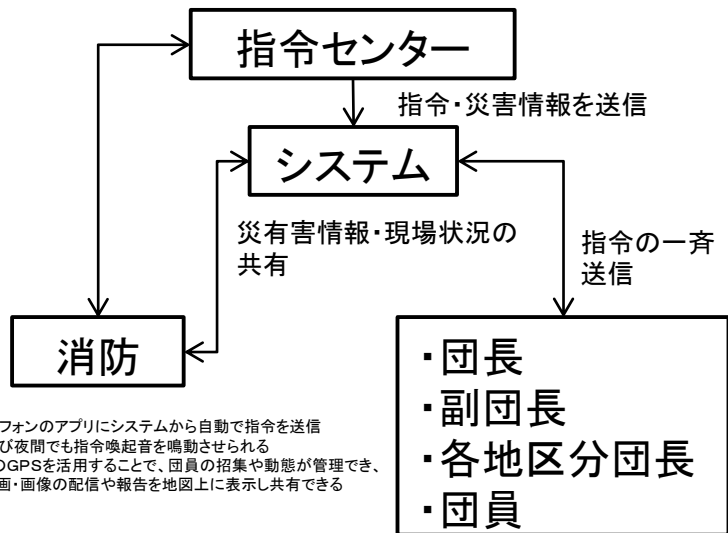 指令センター
指令・災害情報を送信
システム
災有害情報・現場状況の
共有
指令の一斉
送信
消防
・団長
・副団長
・各地区分団長
・団員
フォンのアプリにシステムから自動で指令を送信
び夜間でも指令喚起音を鳴動させられる
のGPSを活用することで、団員の招集や動態が管理でき、
画・画像の配信や報告を地図上に表示し共有できる